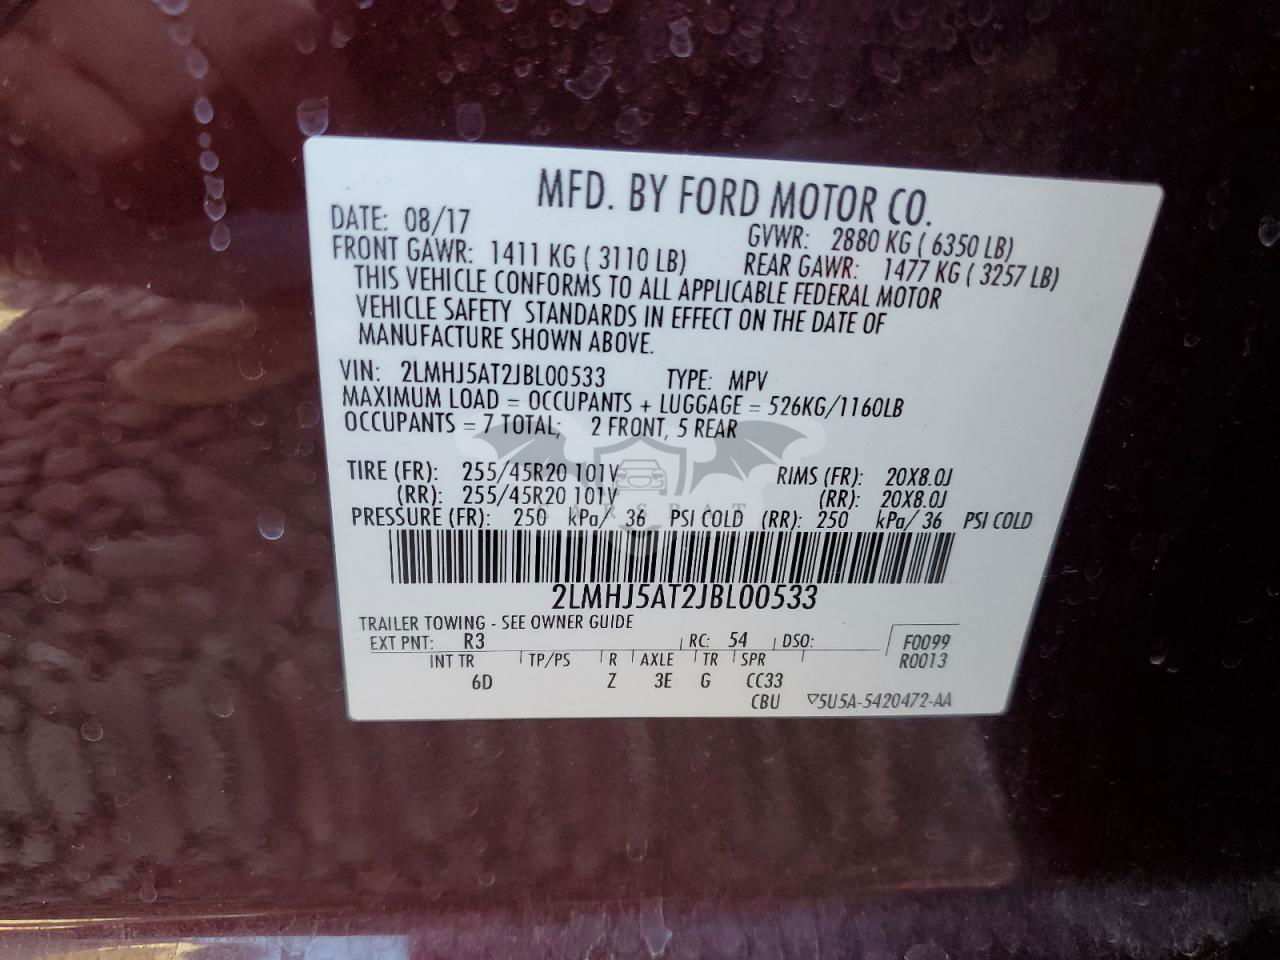 MFD. BY FORD MOTOR CO.
DATE: 08/17 GVWR: 2880 KG ( 6350 LB)
FRONT GAWR: 1411 KG ( 3110 LB) REAR GAWR: 1477 KG ( 3257 LB)
THIS VEHICLE CONFORMS TO ALL APPLICABLE FEDERAL MOTOR
VEHICLE SAFETY STANDARDS IN EFFECT ON THE DATE OF
MANUFACTURE SHOWN ABOVE.
VIN: 2LMHJ5AT2JBL00533 TYPE: MPV
MAXIMUM LOAD = OCCUPANTS + LUGGAGE = 526KG/1160LB
OCCUPANTS = 7 TOTAL; 2 FRONT, 5 REAR
TIRE (FR): 255/45R20 101V RIMS (FR): 20X8.0J
(RR): 255/45R20 101V (RR): 20X8.0J
CARSBAT
PRESSURE (FR): 250 kPa/ 36 PSI COLD (RR): 250 kPa/ 36 PSI COLD
2LMHJ5AT2JBL00533
TRAILER TOWING - SEE OWNER GUIDE
EXT PNT: R3 RC: 54 DSO: F0099
INT TR TP/PS R AXLE TR SPR R0013
6D Z 3E G CC33
CBU ▽5U5A-5420472-AA